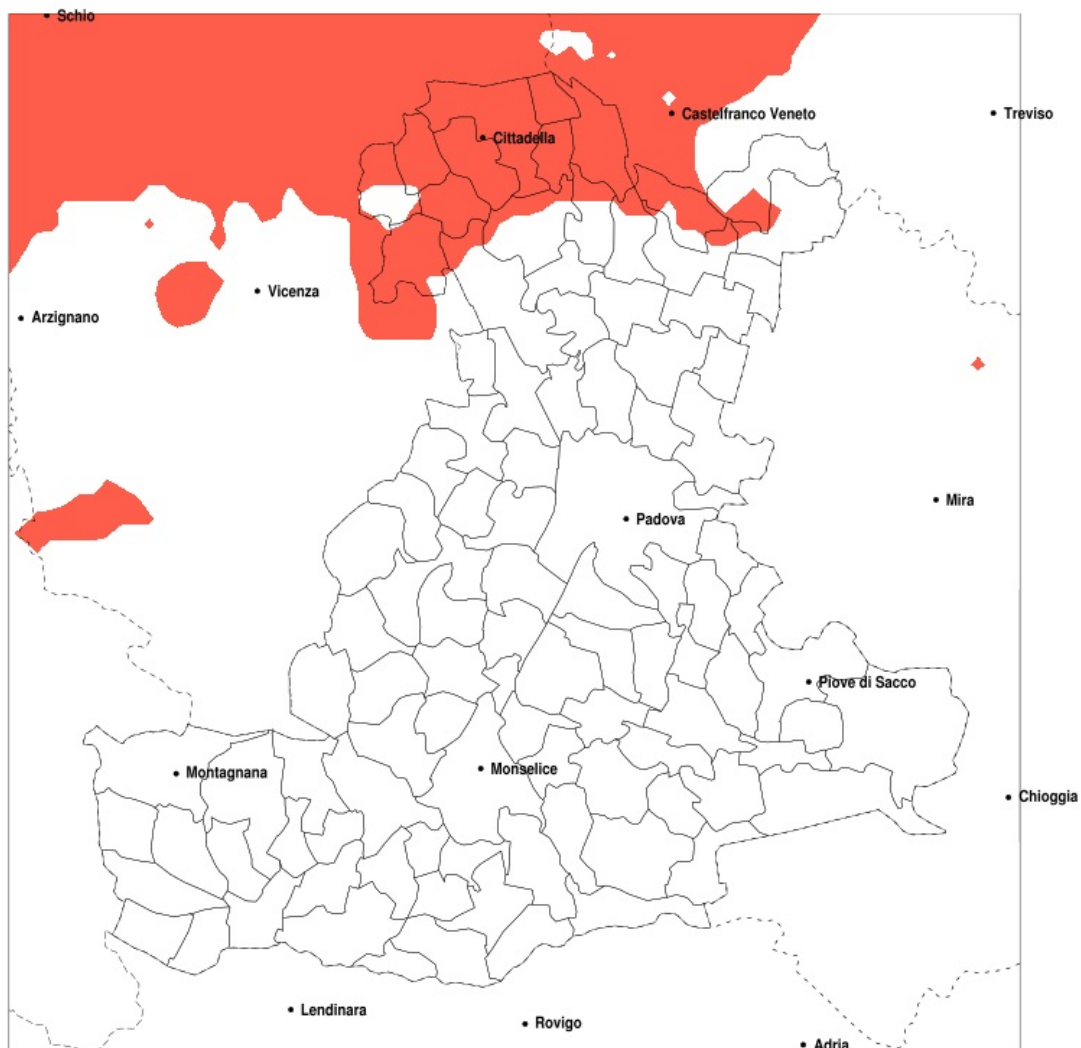 Schio
Castelfranco Veneto
Treviso
Cittadella
Vicenza
Arzignano
Mira
Padova
Piove di Sacco
Montagnana
Monselice
Chioggia
Lendinara
Rovigo
Adria